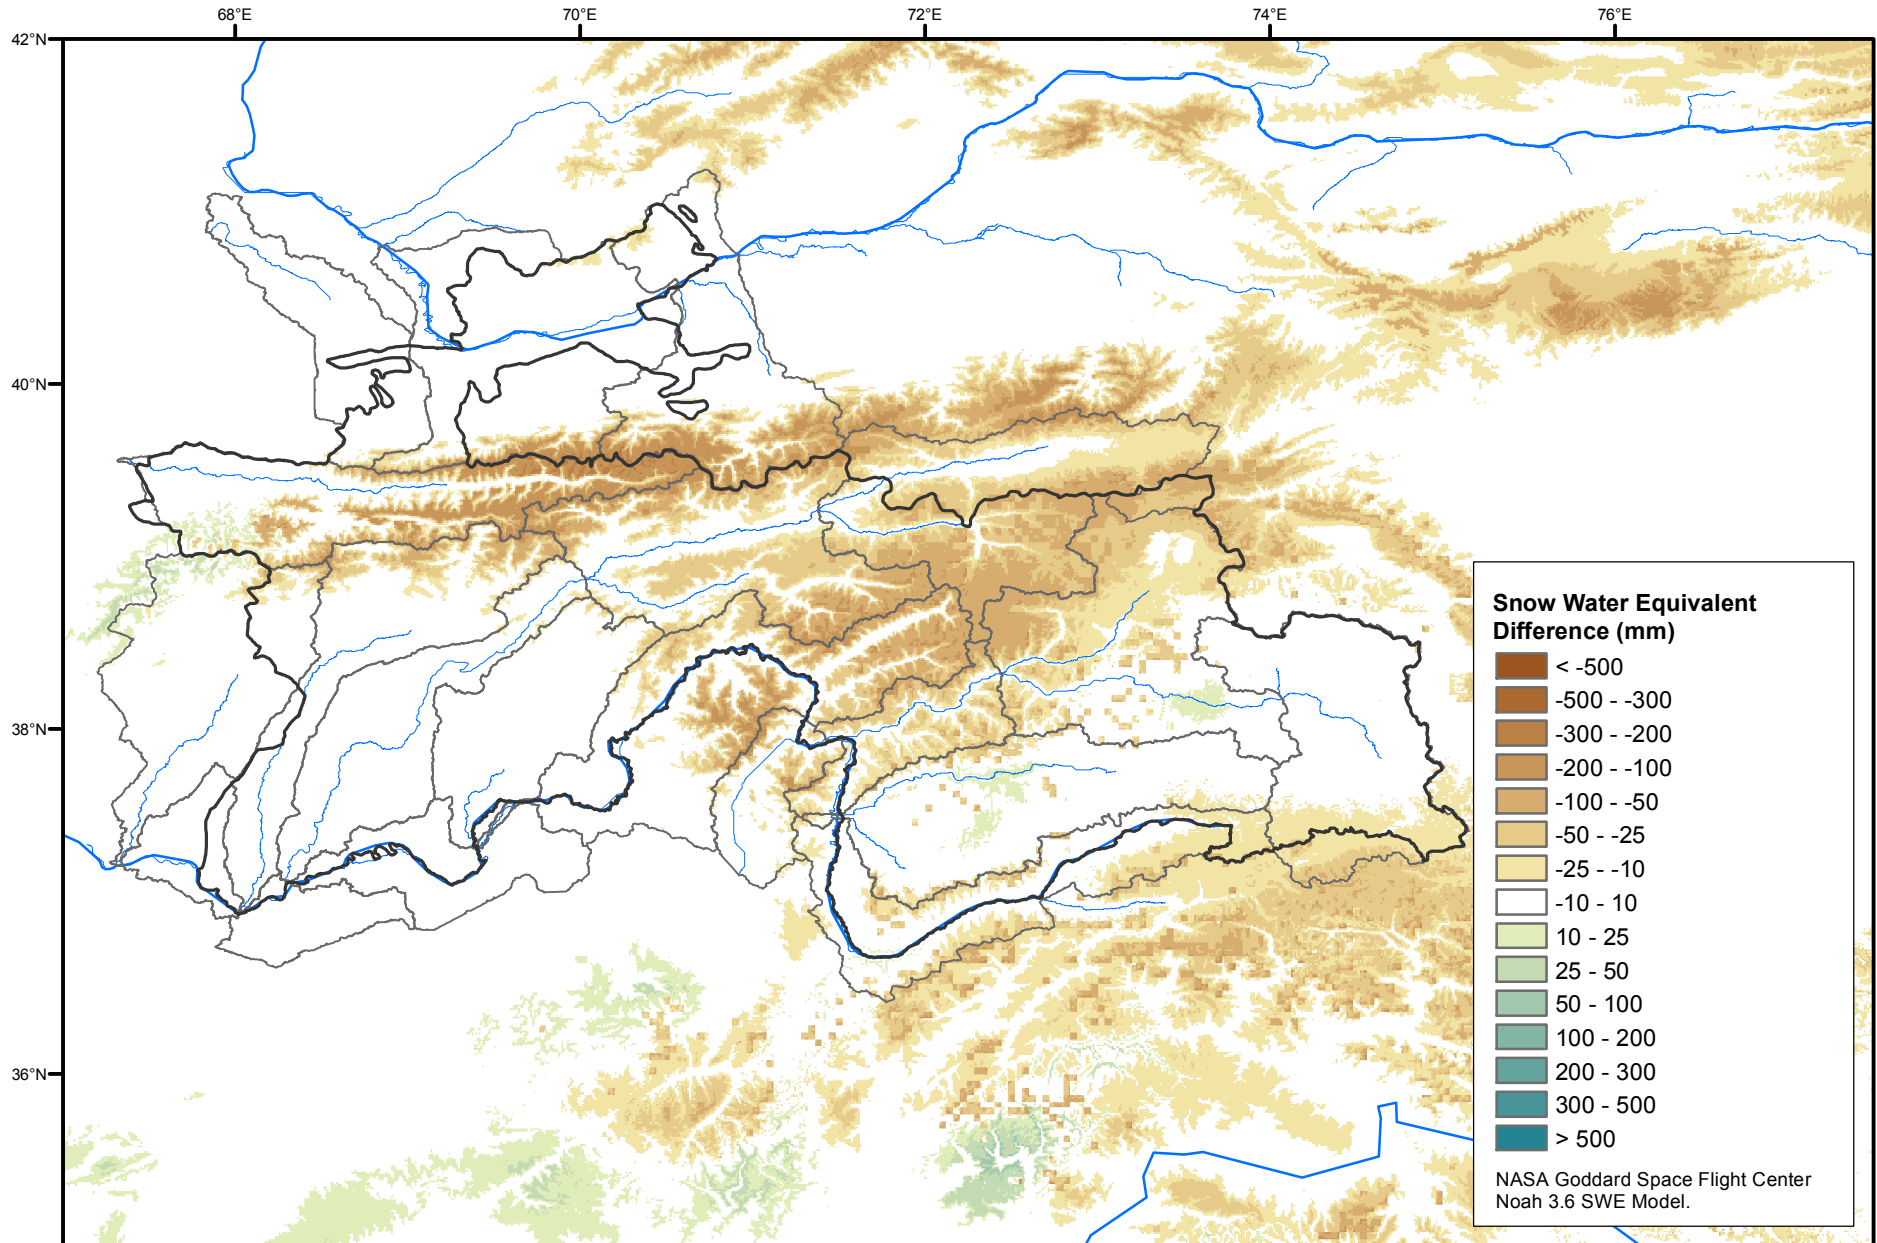 68°E 70°E 72°E 74°E 76°E
42°N
40°N
38°N
36°N
Snow Water Equivalent
Difference (mm)
< -500
-500 - -300
-300 - -200
-200 - -100
-100 - -50
-50 - -25
-25 - -10
-10 - 10
10 - 25
25 - 50
50 - 100
100 - 200
200 - 300
300 - 500
> 500
NASA Goddard Space Flight Center
Noah 3.6 SWE Model.